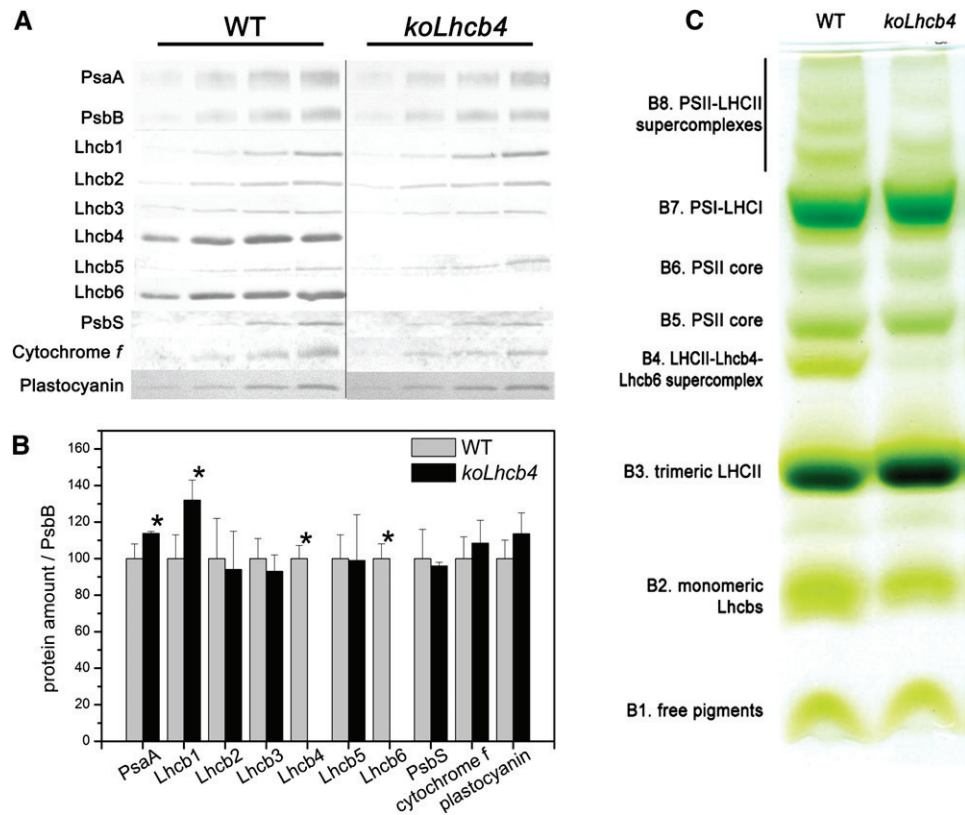 A
WT
koLhcb4
PsaA
PsbB
Lhcb1
Lhcb2
Lhcb3
Lhcb4
Lhcb5
Lhcb6
PsbS
Cytochrome f
Plastocyanin
B
160
140
120
100
80
60
40
20
0
protein amount / PsbB
WT
koLhcb4
*
*
*
*
PsaA
Lhcb1
Lhcb2
Lhcb3
Lhcb4
Lhcb5
Lhcb6
PsbS
cytochrome f
plastocyanin
C
WT
koLhcb4
B8. PSII-LHCII
supercomplexes
B7. PSI-LHCI
B6. PSII core
B5. PSII core
B4. LHCII-Lhcb4-
Lhcb6 supercomplex
B3. trimeric LHCII
B2. monomeric
Lhcbs
B1. free pigments